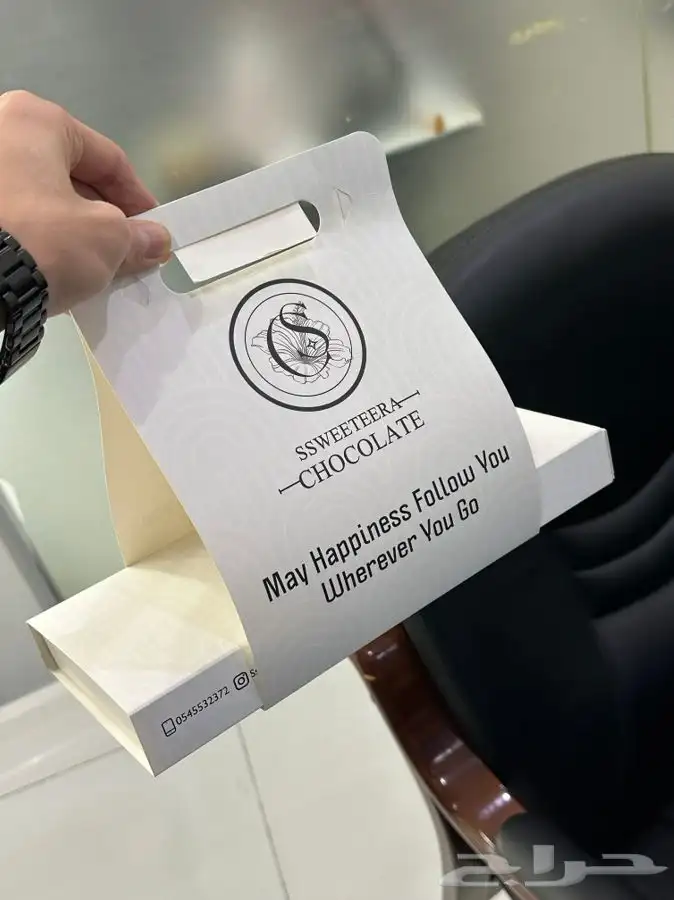 S
SSWEETEERA
CHOCOLATE
May Happiness Follow You
Wherever You Go
0545532372
حراج